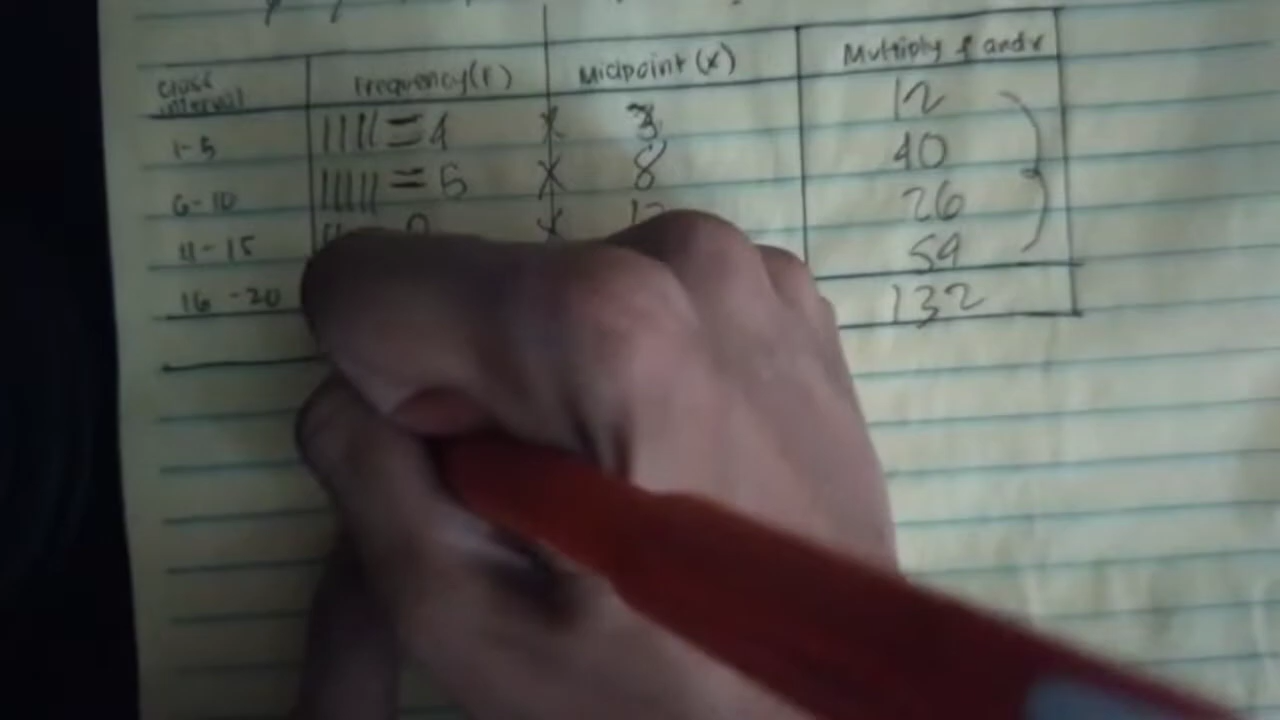 class interval Frequency(f) Midpoint (x) Multiply f and x
1-5 |||| = 4 x 3 12
6-10 ||||| = 5 x 8 40
11-15 x 26
16-20 54
132